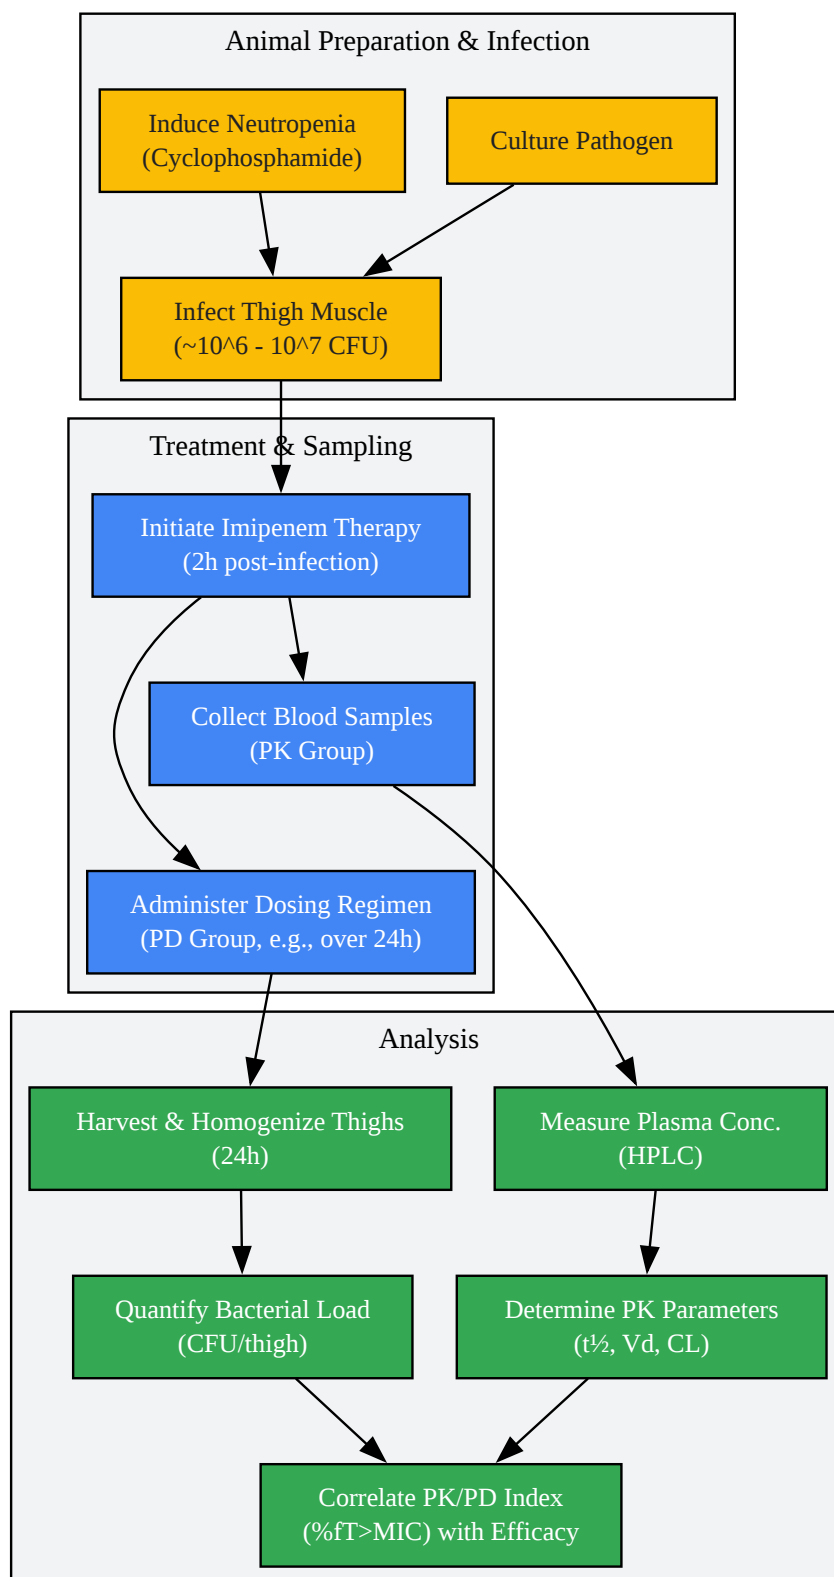 Animal Preparation & Infection
Induce Neutropenia
(Cyclophosphamide)
Culture Pathogen
Infect Thigh Muscle
(~10^6 - 10^7 CFU)
Treatment & Sampling
Initiate Imipenem Therapy
(2h post-infection)
Collect Blood Samples
(PK Group)
Administer Dosing Regimen
(PD Group, e.g., over 24h)
Analysis
Harvest & Homogenize Thighs
(24h)
Measure Plasma Conc.
(HPLC)
Quantify Bacterial Load
(CFU/thigh)
Determine PK Parameters
(t½, Vd, CL)
Correlate PK/PD Index
(%fT>MIC) with Efficacy